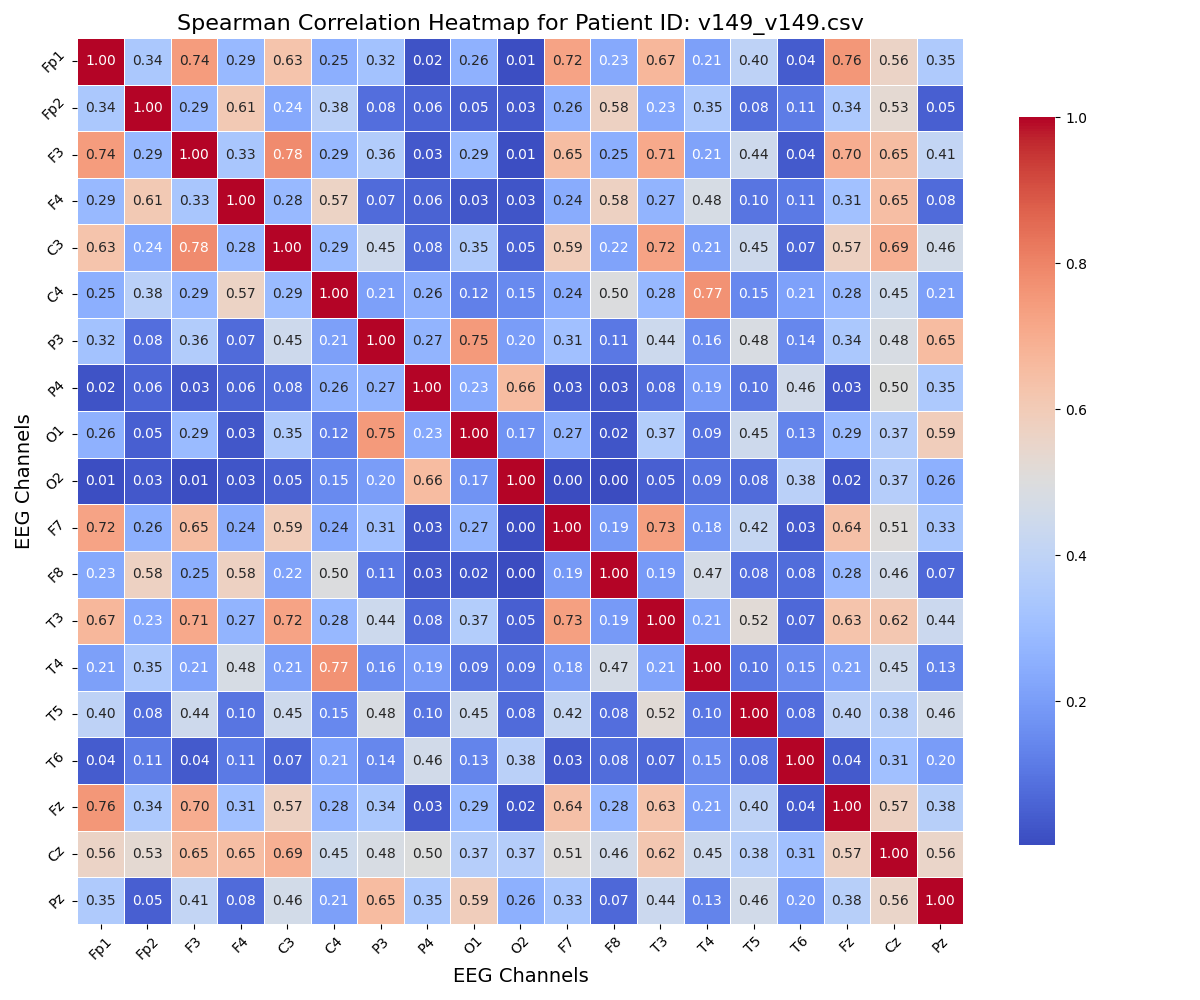 Spearman Correlation Heatmap for Patient ID: v149_v149.csv
Fp1 1.00 0.34 0.74 0.29 0.63 0.25 0.32 0.02 0.26 0.01 0.72 0.23 0.67 0.21 0.40 0.04 0.76 0.56 0.35
Fp2 0.34 1.00 0.29 0.61 0.24 0.38 0.08 0.06 0.05 0.03 0.26 0.58 0.23 0.35 0.08 0.11 0.34 0.53 0.05
F3 0.74 0.29 1.00 0.33 0.78 0.29 0.36 0.03 0.29 0.01 0.65 0.25 0.71 0.21 0.44 0.04 0.70 0.65 0.41
F4 0.29 0.61 0.33 1.00 0.28 0.57 0.07 0.06 0.03 0.03 0.24 0.58 0.27 0.48 0.10 0.11 0.31 0.65 0.08
C3 0.63 0.24 0.78 0.28 1.00 0.29 0.45 0.08 0.35 0.05 0.59 0.22 0.72 0.21 0.45 0.07 0.57 0.69 0.46
C4 0.25 0.38 0.29 0.57 0.29 1.00 0.21 0.26 0.12 0.15 0.24 0.50 0.28 0.77 0.15 0.21 0.28 0.45 0.21
P3 0.32 0.08 0.36 0.07 0.45 0.21 1.00 0.27 0.75 0.20 0.31 0.11 0.44 0.16 0.48 0.14 0.34 0.48 0.65
P4 0.02 0.06 0.03 0.06 0.08 0.26 0.27 1.00 0.23 0.66 0.03 0.03 0.08 0.19 0.10 0.46 0.03 0.50 0.35
O1 0.26 0.05 0.29 0.03 0.35 0.12 0.75 0.23 1.00 0.17 0.27 0.02 0.37 0.09 0.45 0.13 0.29 0.37 0.59
O2 0.01 0.03 0.01 0.03 0.05 0.15 0.20 0.66 0.17 1.00 0.00 0.00 0.05 0.09 0.08 0.38 0.02 0.37 0.26
F7 0.72 0.26 0.65 0.24 0.59 0.24 0.31 0.03 0.27 0.00 1.00 0.19 0.73 0.18 0.42 0.03 0.64 0.51 0.33
F8 0.23 0.58 0.25 0.58 0.22 0.50 0.11 0.03 0.02 0.00 0.19 1.00 0.19 0.47 0.08 0.08 0.28 0.46 0.07
T3 0.67 0.23 0.71 0.27 0.72 0.28 0.44 0.08 0.37 0.05 0.73 0.19 1.00 0.21 0.52 0.07 0.63 0.62 0.44
T4 0.21 0.35 0.21 0.48 0.21 0.77 0.16 0.19 0.09 0.09 0.18 0.47 0.21 1.00 0.10 0.15 0.21 0.45 0.13
T5 0.40 0.08 0.44 0.10 0.45 0.15 0.48 0.10 0.45 0.08 0.42 0.08 0.52 0.10 1.00 0.08 0.40 0.38 0.46
T6 0.04 0.11 0.04 0.11 0.07 0.21 0.14 0.46 0.13 0.38 0.03 0.08 0.07 0.15 0.08 1.00 0.04 0.31 0.20
Fz 0.76 0.34 0.70 0.31 0.57 0.28 0.34 0.03 0.29 0.02 0.64 0.28 0.63 0.21 0.40 0.04 1.00 0.57 0.38
Cz 0.56 0.53 0.65 0.65 0.69 0.45 0.48 0.50 0.37 0.37 0.51 0.46 0.62 0.45 0.38 0.31 0.57 1.00 0.56
Pz 0.35 0.05 0.41 0.08 0.46 0.21 0.65 0.35 0.59 0.26 0.33 0.07 0.44 0.13 0.46 0.20 0.38 0.56 1.00
Fp1 Fp2 F3 F4 C3 C4 P3 P4 O1 O2 F7 F8 T3 T4 T5 T6 Fz Cz Pz
EEG Channels
EEG Channels
1.0
0.8
0.6
0.4
0.2